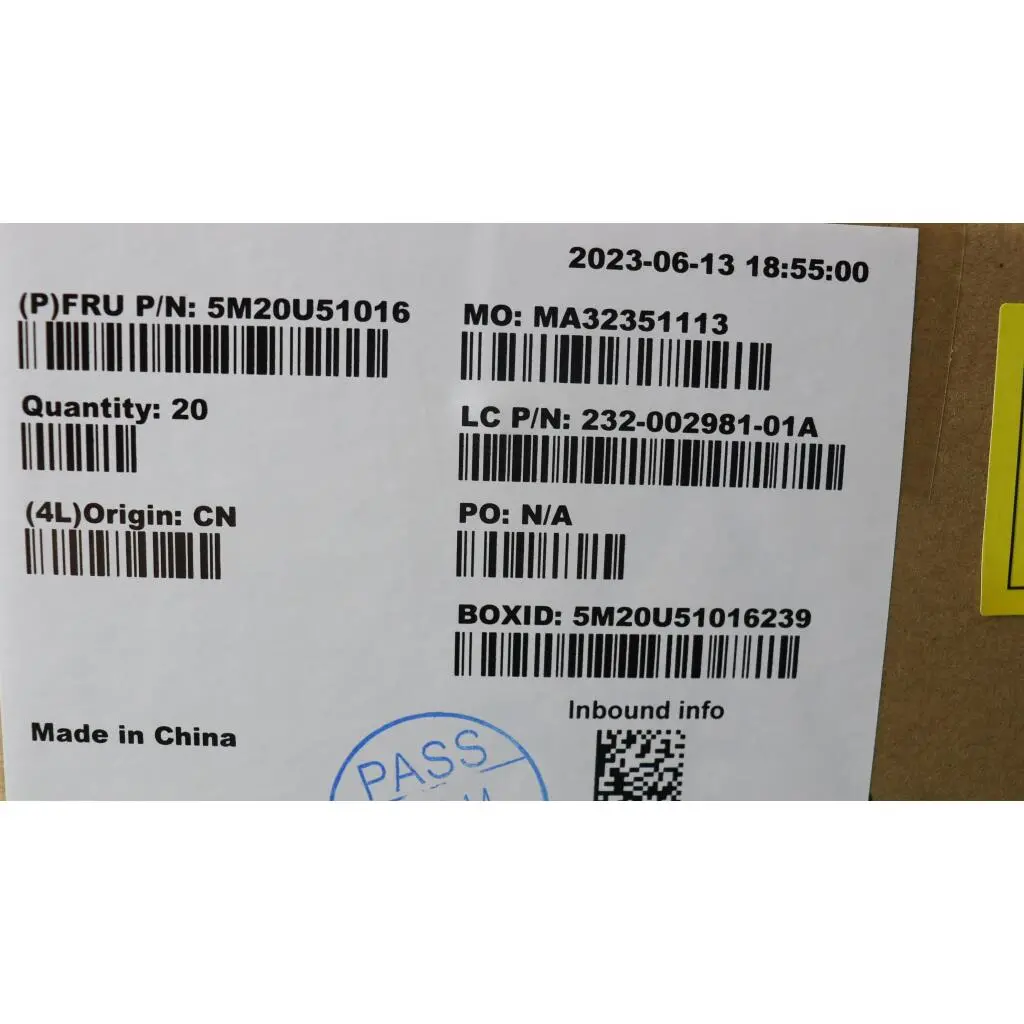 2023-06-13 18:55:00
(P)FRU P/N: 5M20U51016
MO: MA32351113
Quantity: 20
LC P/N: 232-002981-01A
(4L)Origin: CN
PO: N/A
BOXID: 5M20U51016239
Inbound info
Made in China
PASS